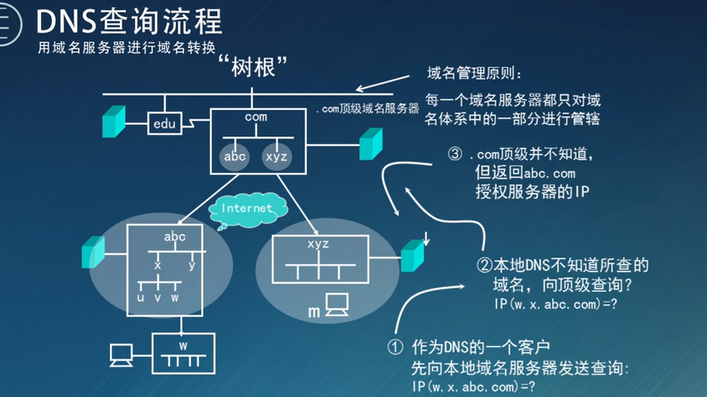 DNS查询流程
用域名服务器进行域名转换
“树根”
域名管理原则：
每一个域名服务器都只对域
名体系中的一部分进行管辖
.com顶级域名服务器
edu
com
abc
xyz
③ .com顶级并不知道，
但返回abc.com
授权服务器的IP
Internet
abc
x
y
u v w
xyz
m
②本地DNS不知道所查的
域名，向顶级查询？
IP(w.x.abc.com)=?
w
① 作为DNS的一个客户
先向本地域名服务器发送查询:
IP(w.x.abc.com)=?